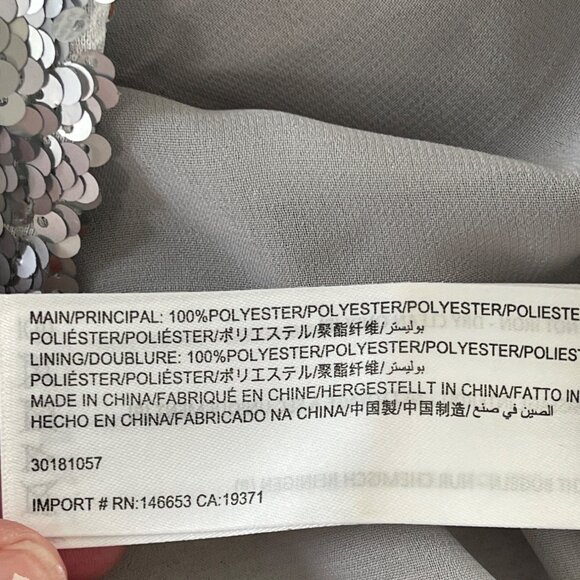 MAIN/PRINCIPAL: 100%POLYESTER/POLYESTER/POLYESTER/POLIESTE
POLIÉSTER/POLIÉSTER/ポリエステル/聚酯纤维/بوليستر
LINING/DOUBLURE: 100%POLYESTER/POLYESTER/POLYESTER/POLIEST
POLIÉSTER/POLIÉSTER/ポリエステル/聚酯纤维/بوليستر
MADE IN CHINA/FABRIQUÉ EN CHINE/HERGESTELLT IN CHINA/FATTO IN
HECHO EN CHINA/FABRICADO NA CHINA/中国製/中国制造/الصين في صنع
30181057
IMPORT # RN:146653 CA:19371